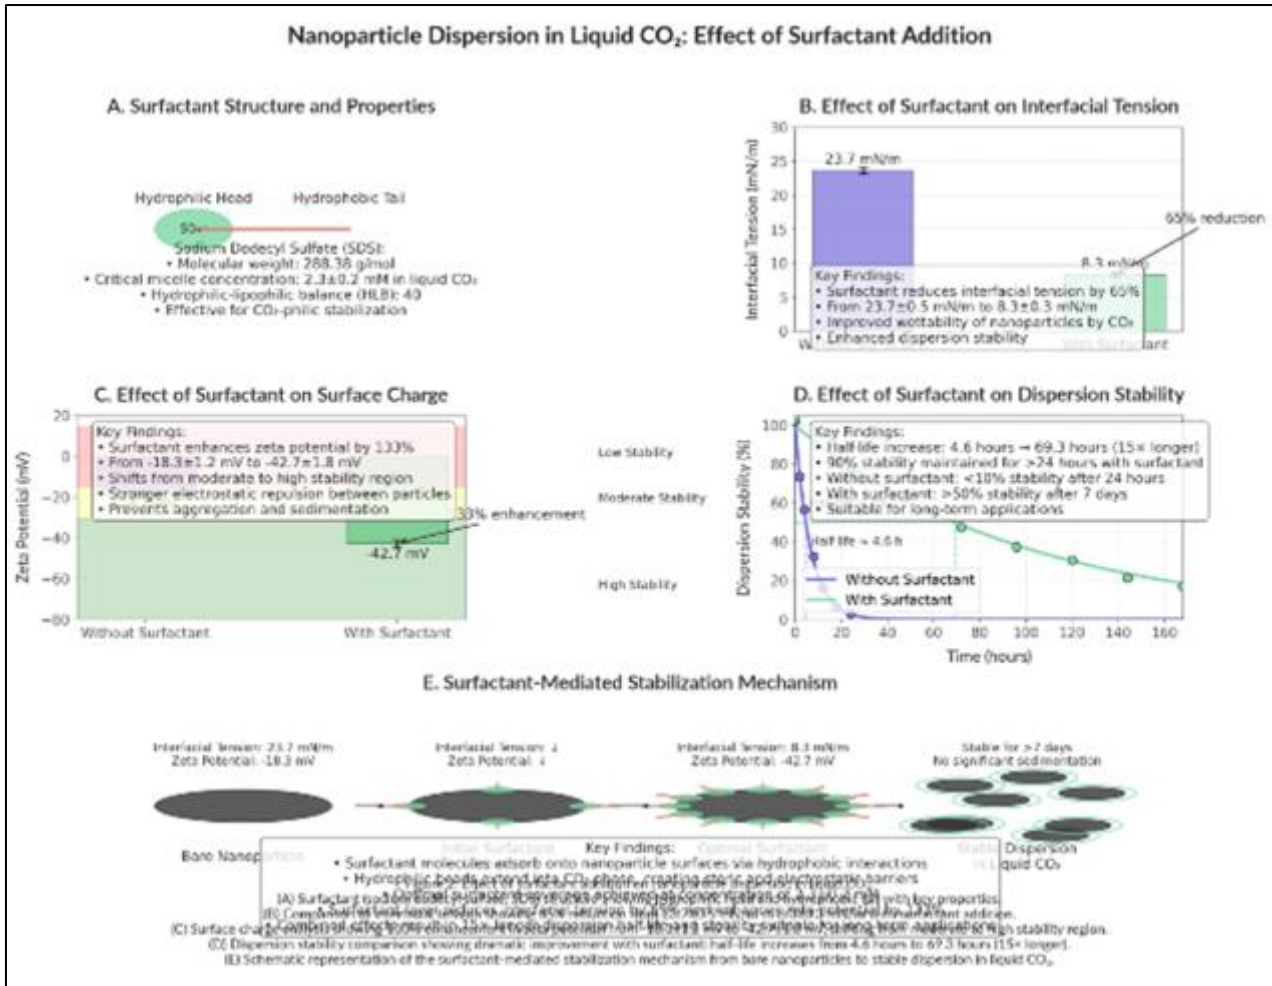 Nanoparticle Dispersion in Liquid CO₂: Effect of Surfactant Addition
A. Surfactant Structure and Properties
Hydrophilic Head
Hydrophobic Tail
Sodium Dodecyl Sulfate (SDS):
• Molecular weight: 288.38 g/mol
• Critical micelle concentration: 2.3±0.2 mM in liquid CO₂
• Hydrophilic-lipophilic balance (HLB): 40
• Effective for CO₂-philic stabilization
B. Effect of Surfactant on Interfacial Tension
Interfacial Tension (mN/m)
30
25
20
15
10
5
0
23.7 mN/m
65% reduction
8.3 mN/m
Key Findings:
• Surfactant reduces interfacial tension by 65%
• From 23.7±0.5 mN/m to 8.3±0.3 mN/m
• Improved wettability of nanoparticles by CO₂
• Enhanced dispersion stability
C. Effect of Surfactant on Surface Charge
Zeta Potential (mV)
20
0
−20
−40
−60
−80
Key Findings:
• Surfactant enhances zeta potential by 133%
• From -18.3±1.2 mV to -42.7±1.8 mV
• Shifts from moderate to high stability region
• Stronger electrostatic repulsion between particles
• Prevents aggregation and sedimentation
33% enhancement
-42.7 mV
Without Surfactant
With Surfactant
Low Stability
Moderate Stability
High Stability
D. Effect of Surfactant on Dispersion Stability
Dispersion Stability (%)
100
80
60
40
20
0
Key Findings:
• Half-life increase: 4.6 hours → 69.3 hours (15× longer)
• 90% stability maintained for >24 hours with surfactant
• Without surfactant: <10% stability after 24 hours
• With surfactant: >50% stability after 7 days
• Suitable for long-term applications
Half-life = 4.6 h
Without Surfactant
With Surfactant
0 20 40 60 80 100 120 140 160
Time (hours)
E. Surfactant-Mediated Stabilization Mechanism
Interfacial Tension: 23.7 mN/m
Zeta Potential: -18.3 mV
Interfacial Tension: ↓
Zeta Potential: ↓
Interfacial Tension: 8.3 mN/m
Zeta Potential: -42.7 mV
Stable for >7 days
No significant sedimentation
Bare
Initial Surfactant
Optimal Surfactant
Dispersion
Liquid CO₂
Key Findings:
• Surfactant molecules adsorb onto nanoparticle surfaces via hydrophobic interactions
(D) Dispersion stability comparison showing dramatic improvement with surfactant: half-life increases from 4.6 hours to 69.3 hours (15× longer).
(E) Schematic representation of the surfactant-mediated stabilization mechanism from bare nanoparticles to stable dispersion in liquid CO₂.